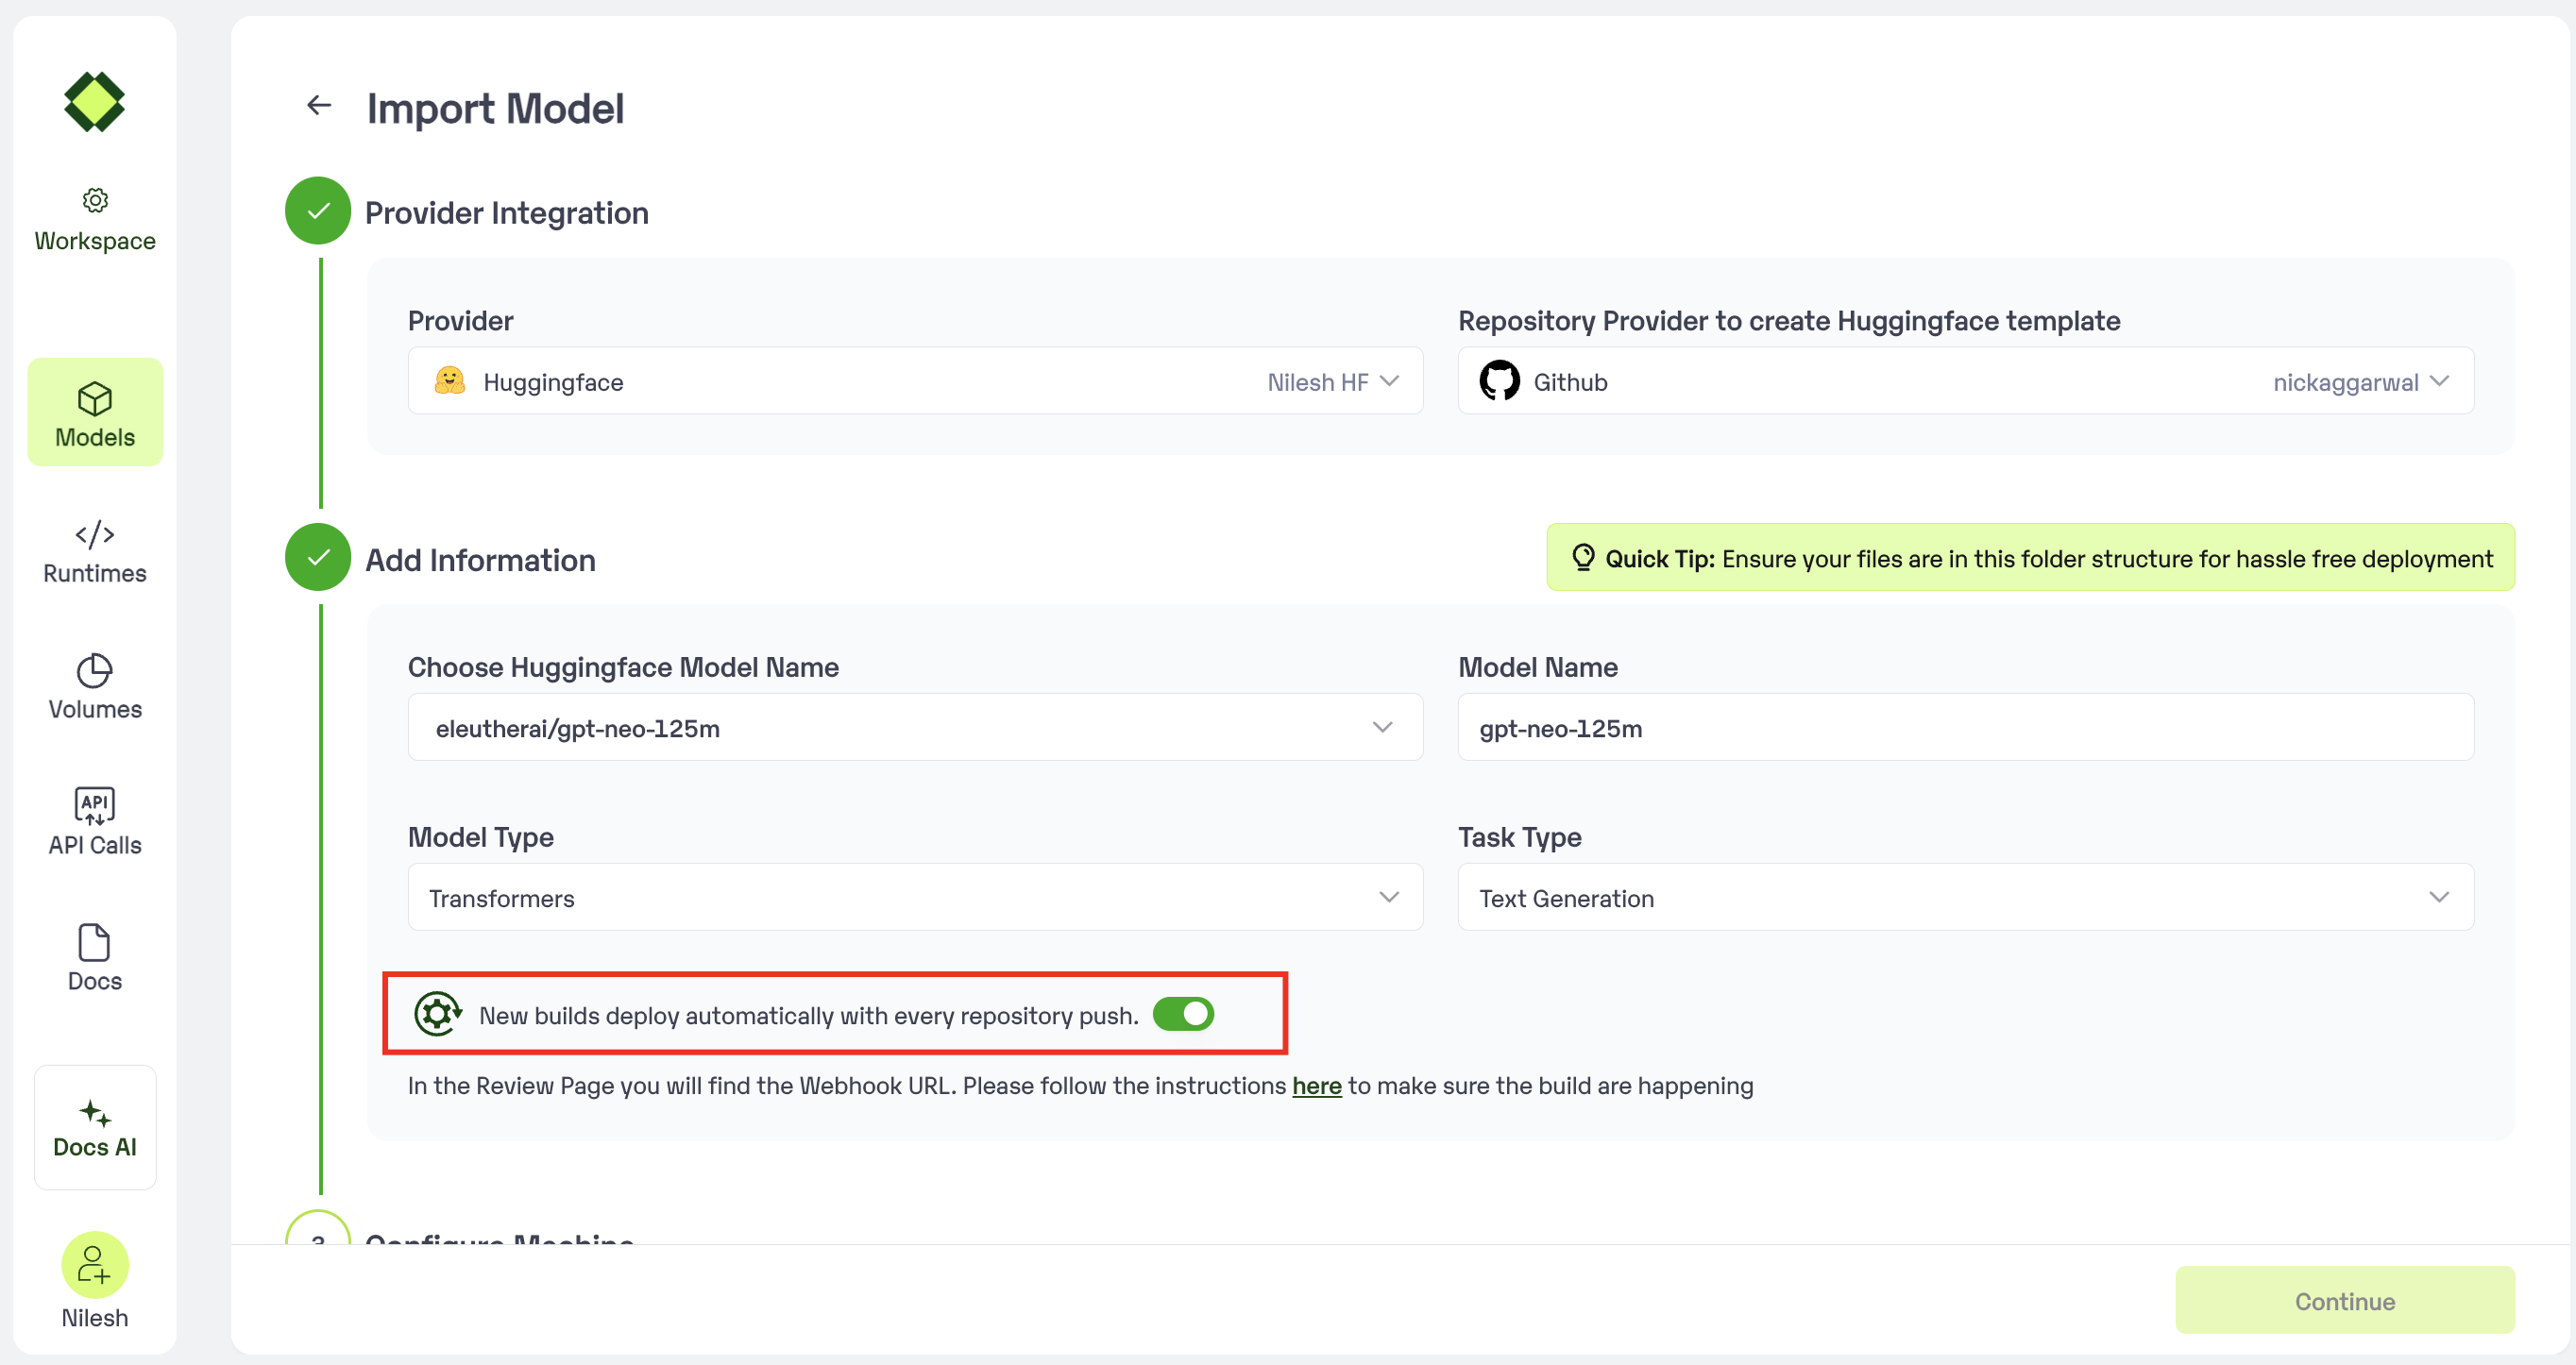 Import Model
Workspace
Provider Integration
Provider
Repository Provider to create Huggingface template
Huggingface
Nilesh HF
Github
nickaggarwal
Models
Runtimes
Add Information
Quick Tip: Ensure your files are in this folder structure for hassle free deployment
Choose Huggingface Model Name
Model Name
eleutherai/gpt-neo-125m
gpt-neo-125m
Volumes
API
API Calls
Model Type
Task Type
Transformers
Text Generation
Docs
New builds deploy automatically with every repository push.
In the Review Page you will find the Webhook URL. Please follow the instructions here to make sure the build are happening
Docs AI
3 Configure Machine
Nilesh
Continue